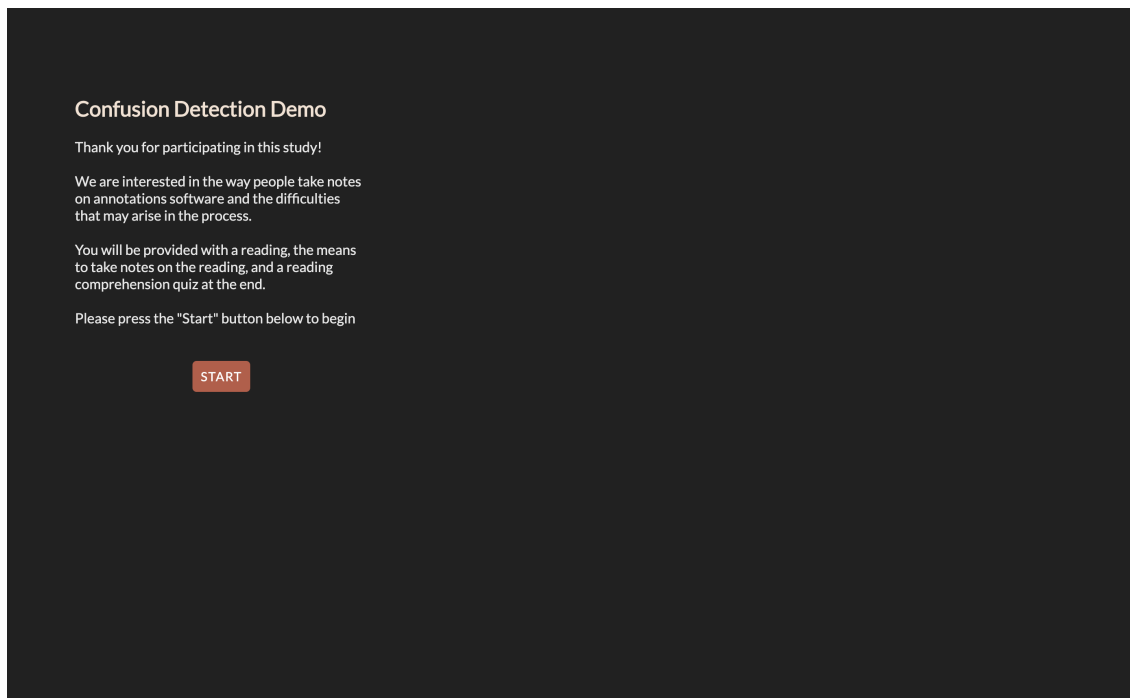 Confusion Detection Demo
Thank you for participating in this study!
We are interested in the way people take notes
on annotations software and the difficulties
that may arise in the process.
You will be provided with a reading, the means
to take notes on the reading, and a reading
comprehension quiz at the end.
Please press the "Start" button below to begin
START